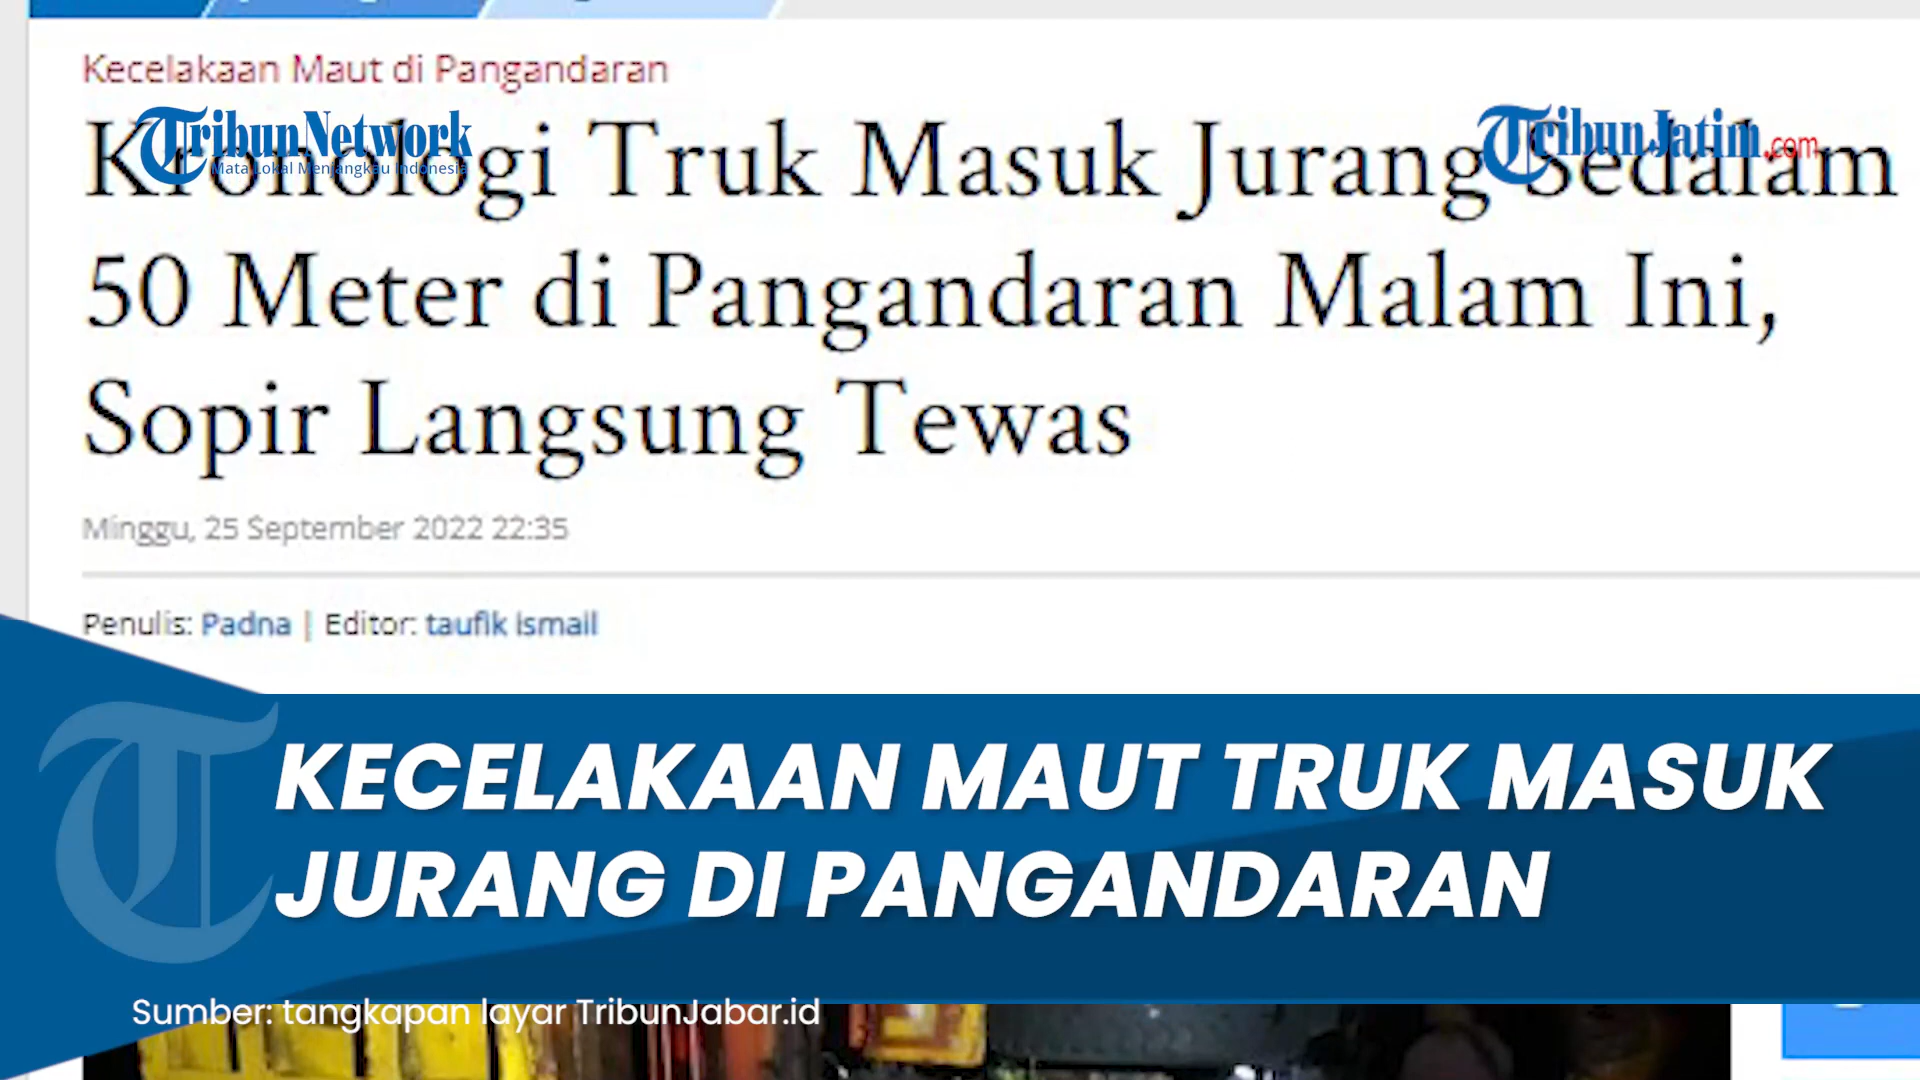 Kecelakaan Maut di Pangandaran
TribunNetwork
Mata Lokal Menjangkau Indonesia
TribunJatim.com
Kronologi Truk Masuk Jurang Sedalam
50 Meter di Pangandaran Malam Ini,
Sopir Langsung Tewas
Minggu, 25 September 2022 22:35
Penulis: Padna | Editor: taufik ismail
KECELAKAAN MAUT TRUK MASUK
JURANG DI PANGANDARAN
Sumber: tangkapan layar TribunJabar.id